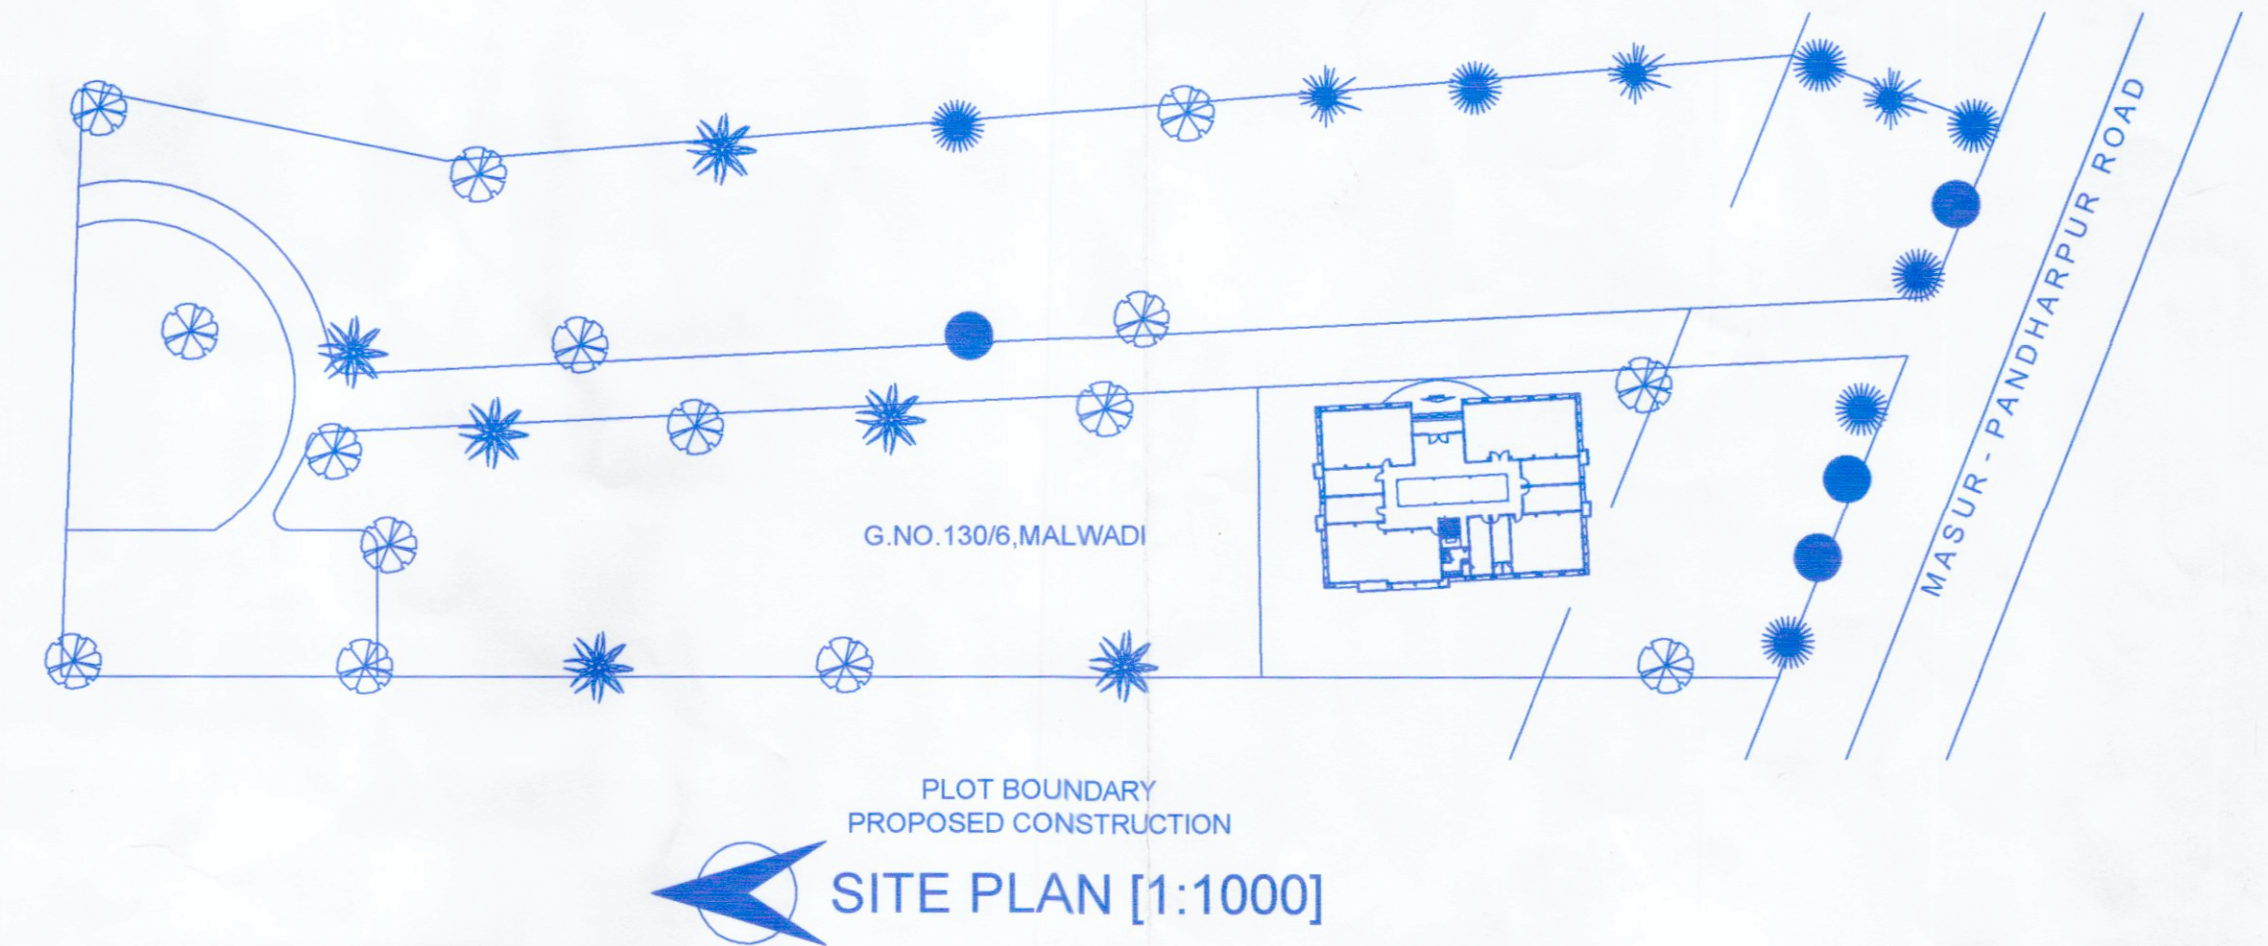 MASUR - PANDHARPUR ROAD
G.NO.130/6,MALWADI
PLOT BOUNDARY
PROPOSED CONSTRUCTION
SITE PLAN [1:1000]